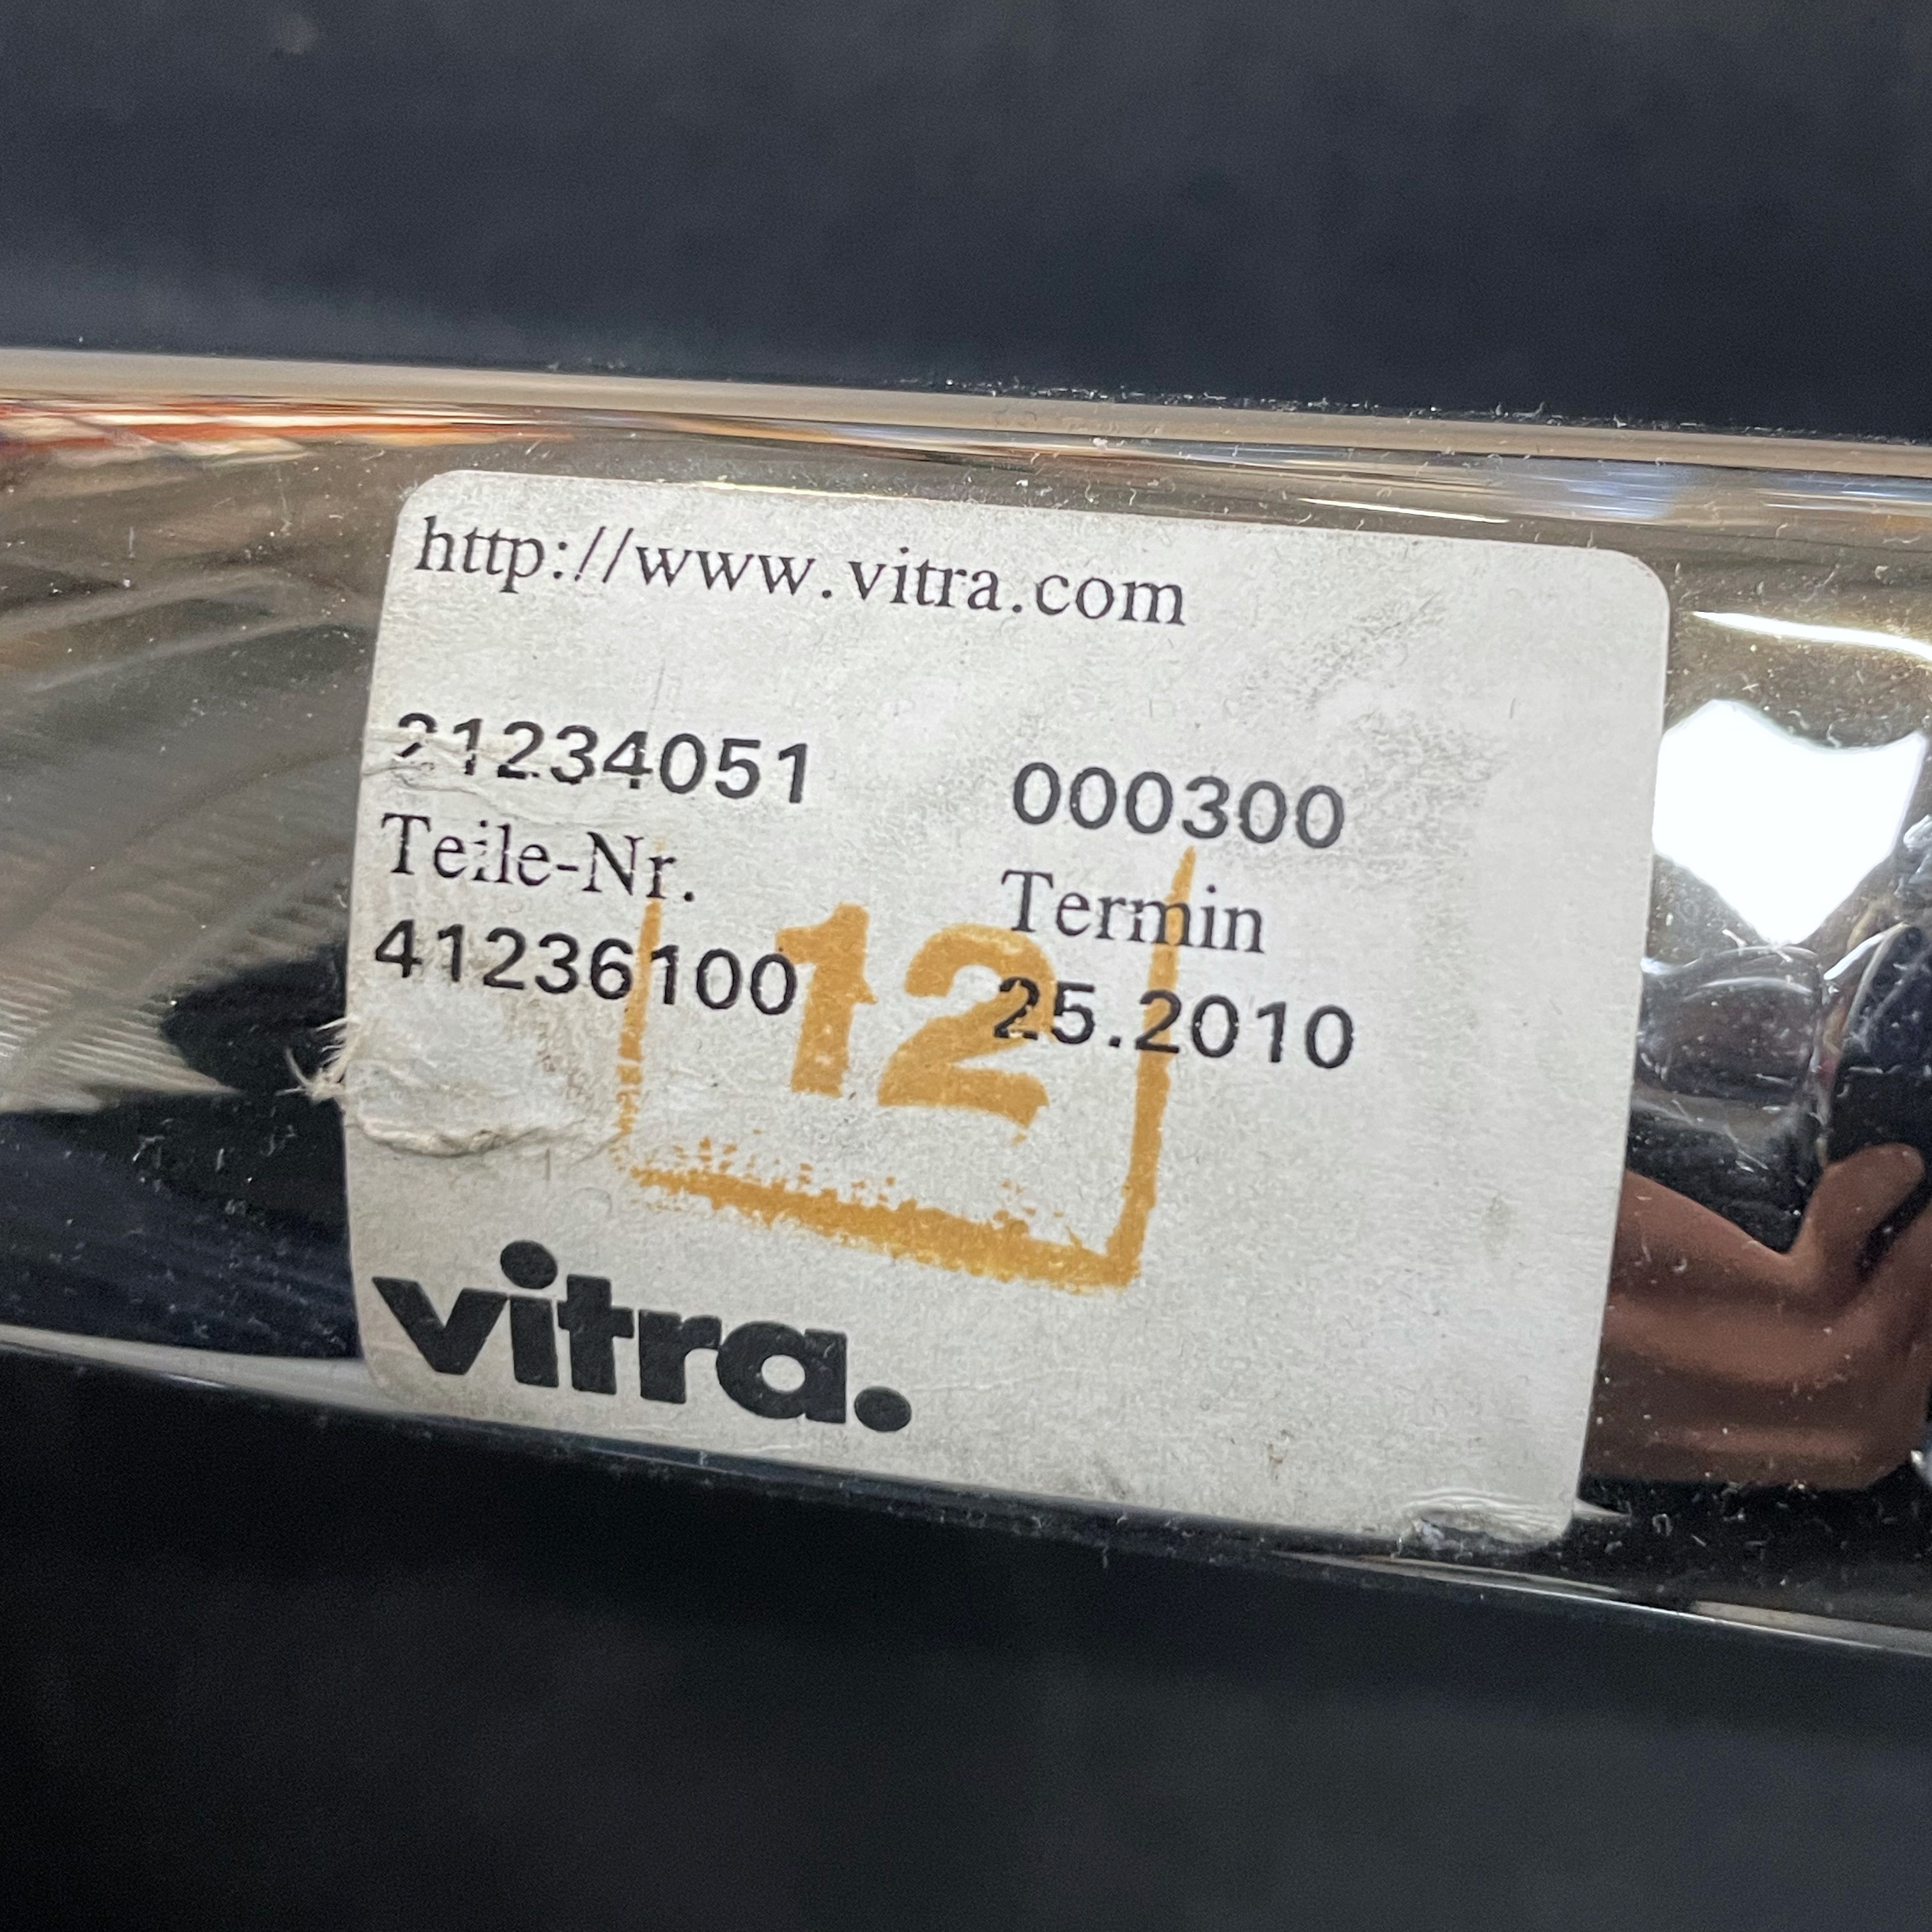 http://www.vitra.com
21234051 000300
Teile-Nr. Termin
41236100 25.2010
12
vitra.